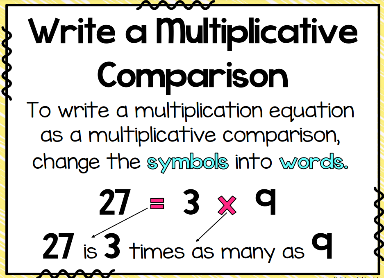 Write a Multiplicative
Comparison
To write a multiplication equation
as a multiplicative comparison,
change the symbols into words.
27 = 3 x 9
27 is 3 times as many as 9